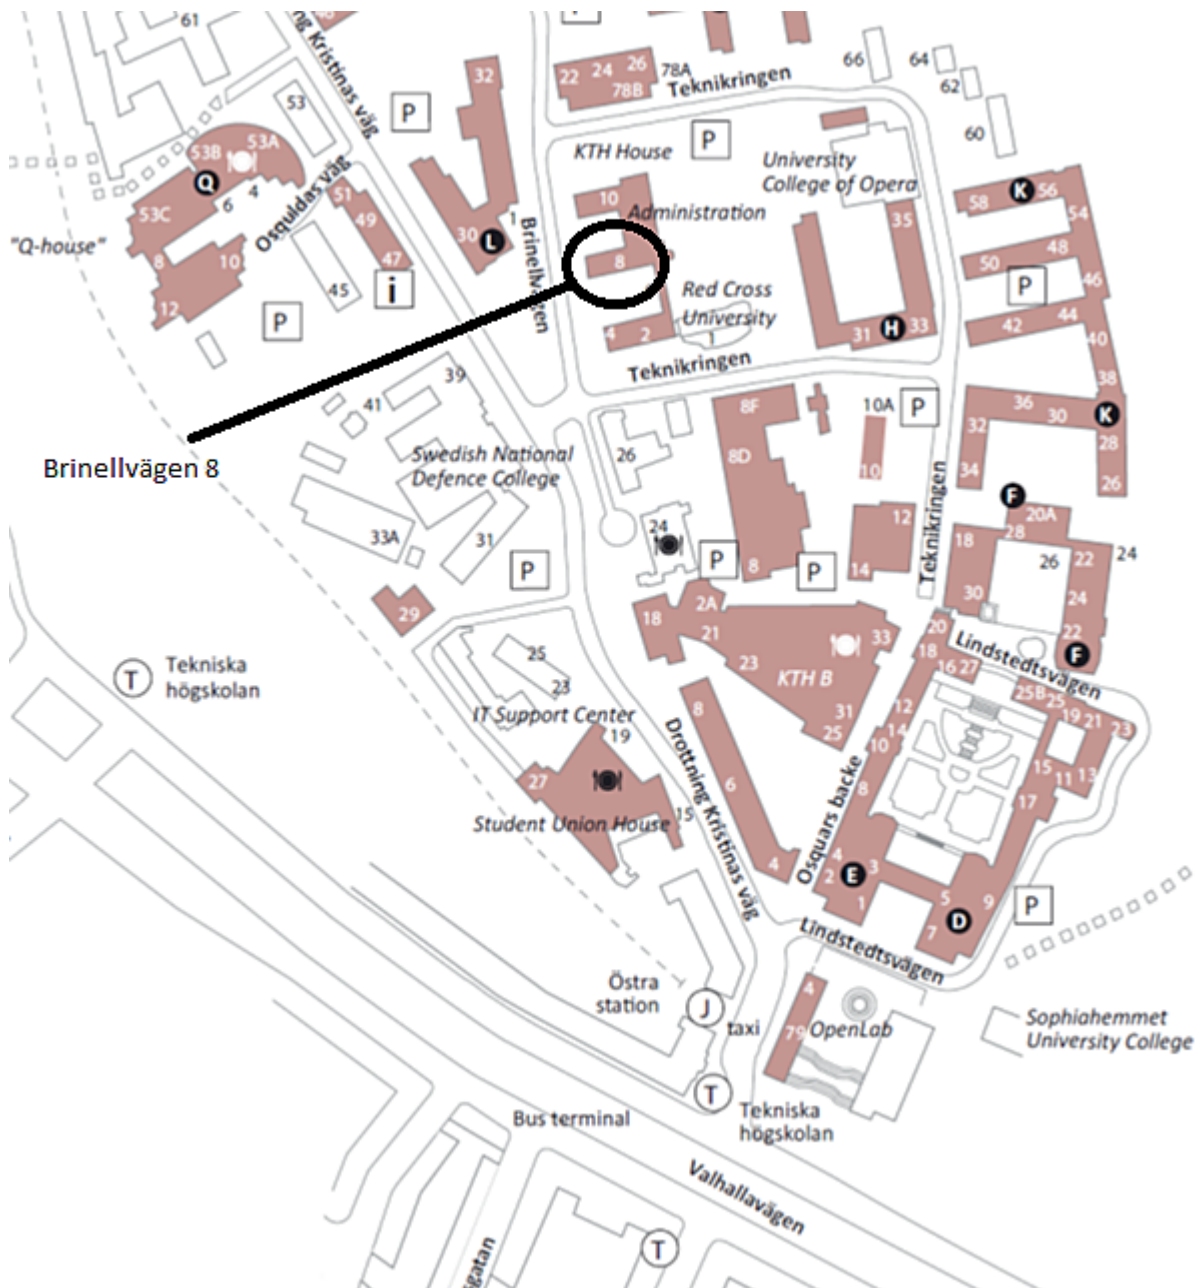 61
ng Kristinas väg
32
22
24
26
78A
78B
Teknikringen
66
64
62
60
53
P
P
KTH House
University
College of Opera
53B
53A
Q
4
6
53C
Osquldas väg
51
49
47
1
30
L
Brinellvägen
10
Administration
35
58
K
56
54
"Q-house"
8
10
12
45
i
P
8
Red Cross
University
1
4
2
31
H
33
50
48
P
46
42
44
40
38
Teknikringen
39
41
8F
10A
P
36
30
K
32
28
34
26
Brinellvägen 8
Swedish National
Defence College
26
8D
10
Teknikringen
F
20A
33A
31
24
12
18
28
26
22
24
P
P
8
P
14
30
24
29
18
2A
21
33
20
22
Lindstedtsvägen
F
T
Tekniska
högskolan
25
23
23
KTH B
18
16
27
25B
25
19
21
23
IT Support Center
19
8
31
25
12
14
10
Drottning Kristinas väg
27
6
Osquars backe
8
15
11
13
17
Student Union House
15
4
4
2
E
3
1
5
D
9
7
P
Lindstedtsvägen
Östra
station
J
taxi
4
79
OpenLab
Sophiahemmet
University College
T
Tekniska
högskolan
Bus terminal
Valhallavägen
T
sgatan